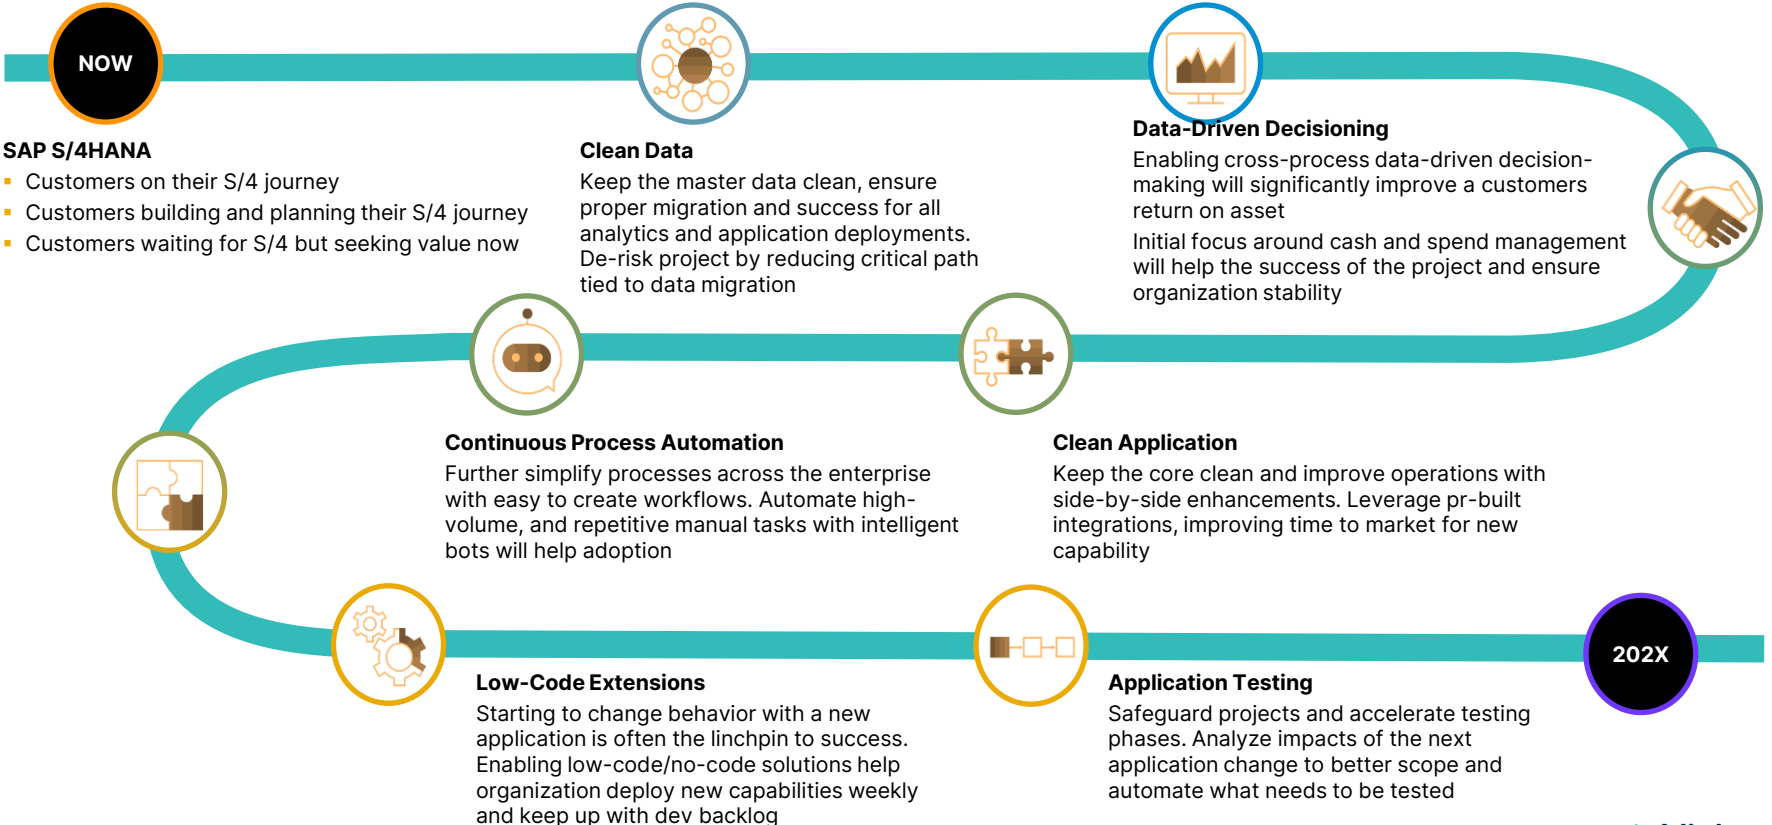 NOW
SAP S/4HANA
▪ Customers on their S/4 journey
▪ Customers building and planning their S/4 journey
▪ Customers waiting for S/4 but seeking value now
Clean Data
Keep the master data clean, ensure
proper migration and success for all
analytics and application deployments.
De-risk project by reducing critical path
tied to data migration
Data-Driven Decisioning
Enabling cross-process data-driven decision-
making will significantly improve a customers
return on asset
Initial focus around cash and spend management
will help the success of the project and ensure
organization stability
Continuous Process Automation
Further simplify processes across the enterprise
with easy to create workflows. Automate high-
volume, and repetitive manual tasks with intelligent
bots will help adoption
Clean Application
Keep the core clean and improve operations with
side-by-side enhancements. Leverage pr-built
integrations, improving time to market for new
capability
Low-Code Extensions
Starting to change behavior with a new
application is often the linchpin to success.
Enabling low-code/no-code solutions help
organization deploy new capabilities weekly
and keep up with dev backlog
Application Testing
Safeguard projects and accelerate testing
phases. Analyze impacts of the next
application change to better scope and
automate what needs to be tested
202X